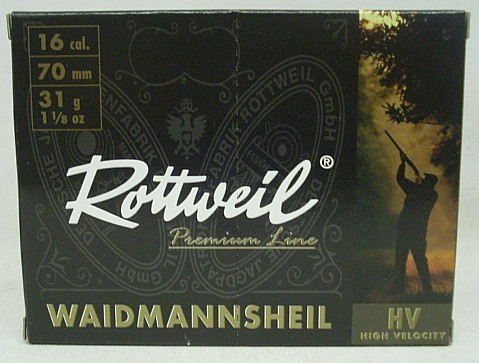 16 cal.
70 mm
31 g
1 1/8 oz
Rottweil®
Premium Line
WAIDMANNSHEIL
HV
HIGH VELOCITY